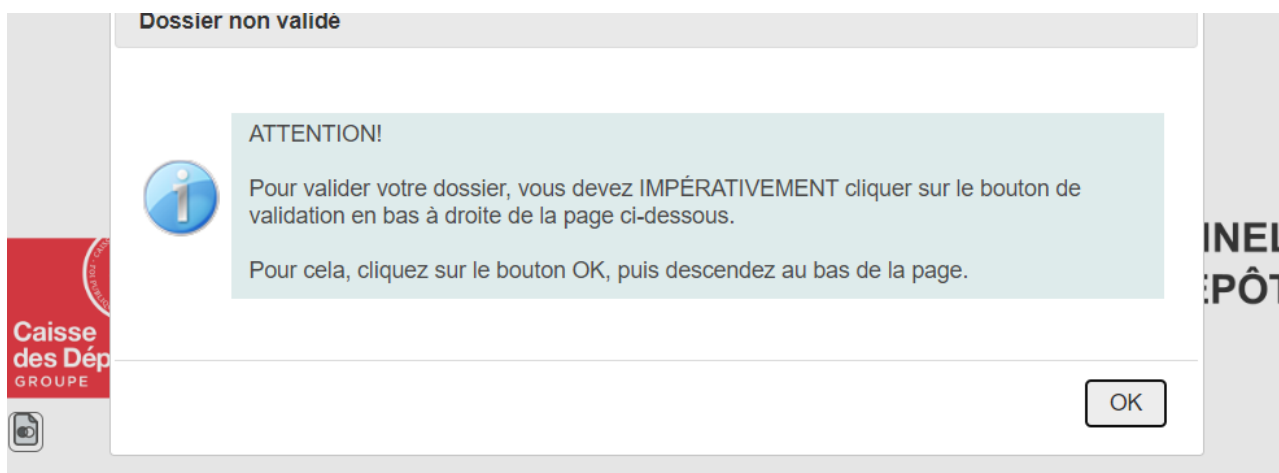 Dossier non validé
ATTENTION!
Pour valider votre dossier, vous devez IMPÉRATIVEMENT cliquer sur le bouton de
validation en bas à droite de la page ci-dessous.
Pour cela, cliquez sur le bouton OK, puis descendez au bas de la page.
Caisse
des Dép
GROUPE
OK